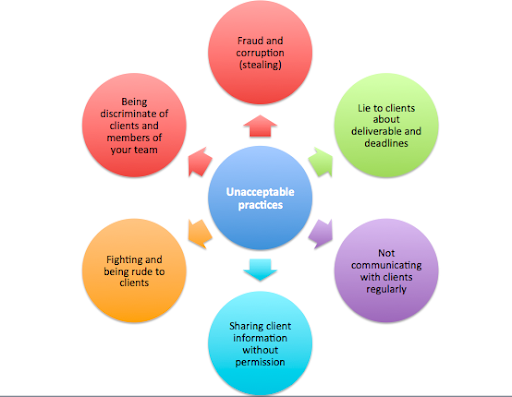 Fraud and
corruption
(stealing)
Lie to clients
about
deliverable and
deadlines
Not
communicating
with clients
regularly
Sharing client
information
without
permission
Fighting and
being rude to
clients
Being
discriminate of
clients and
members of
your team
Unacceptable
practices